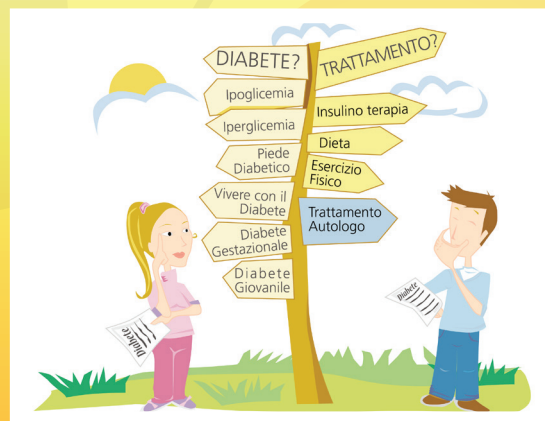 DIABETE?
Ipoglicemia
Iperglicemia
Piede
Diabetico
Vivere con il
Diabete
Diabete
Gestazionale
Diabete
Giovanile
TRATTAMENTO?
Insulino terapia
Dieta
Esercizio
Fisico
Trattamento
Autologo
Diabete
Diabete